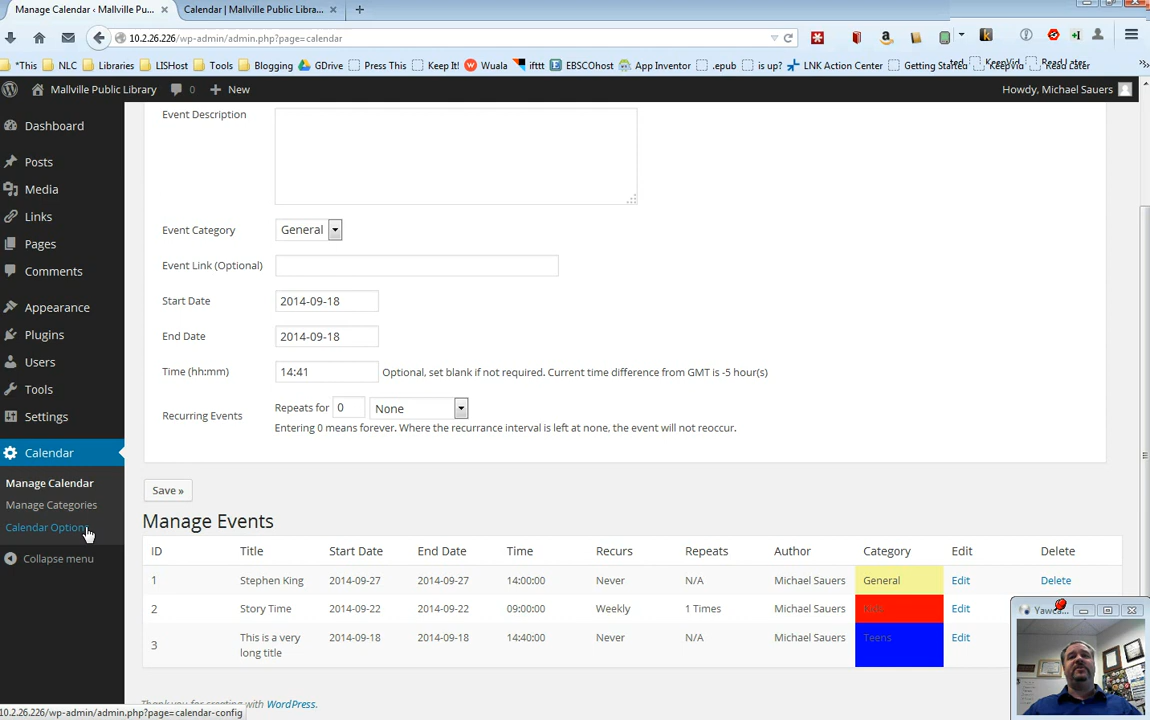 Manage Calendar ‹ Mallville Pu... × Calendar | Mallville Public Libra... × +
10.2.26.226/wp-admin/admin.php?page=calendar
*This NLC Libraries LISHost Tools Blogging GDrive Press This Keep It! Wuala ifttt EBSCOhost App Inventor .epub is up? LNK Action Center Getting Started KeepVid Read Later »
Mallville Public Library 0 + New Howdy, Michael Sauers
Dashboard
Posts
Media
Links
Pages
Comments
Appearance
Plugins
Users
Tools
Settings
Calendar
Manage Calendar
Manage Categories
Calendar Options
Collapse menu
Event Description
Event Category General
Event Link (Optional)
Start Date 2014-09-18
End Date 2014-09-18
Time (hh:mm) 14:41 Optional, set blank if not required. Current time difference from GMT is -5 hour(s)
Recurring Events Repeats for 0 None
Entering 0 means forever. Where the recurrance interval is left at none, the event will not reoccur.
Save »
Manage Events
ID Title Start Date End Date Time Recurs Repeats Author Category Edit Delete
1 Stephen King 2014-09-27 2014-09-27 14:00:00 Never N/A Michael Sauers General Edit Delete
2 Story Time 2014-09-22 2014-09-22 09:00:00 Weekly 1 Times Michael Sauers Kids Edit
3 This is a very long title 2014-09-18 2014-09-18 14:40:00 Never N/A Michael Sauers Teens Edit
Thank you for creating with WordPress.
10.2.26.226/wp-admin/admin.php?page=calendar-config